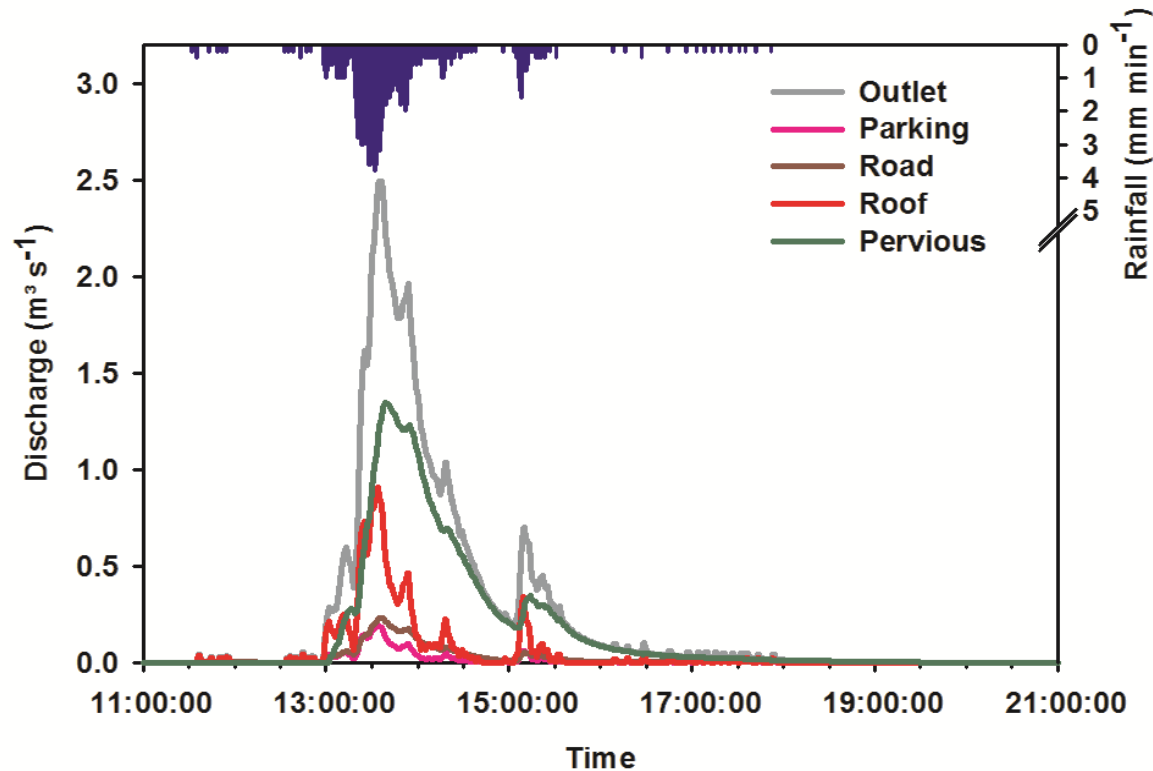 3.0
2.5
2.0
1.5
1.0
0.5
0.0
Discharge (m³ s⁻¹)
Outlet
Parking
Road
Roof
Pervious
0
1
2
3
4
5
Rainfall (mm min⁻¹)
11:00:00
13:00:00
15:00:00
17:00:00
19:00:00
21:00:00
Time